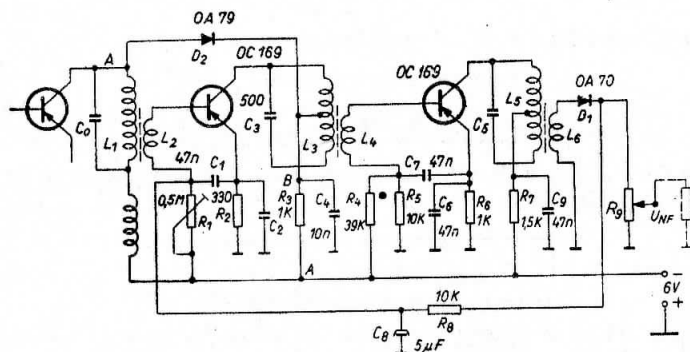 OA 79
D2
A
OC 169
OC 169
OA 70
D1
C0
L1
L2
500
C3
L3
L4
C5
L5
L6
47n
C1
B
C7
47n
0,5M
R1
330
R2
C2
R3
1K
C4
10n
R4
39K
R5
10K
C6
47n
R6
1K
R7
1,5K
C9
47n
R9
UNF
A
−
6V
+
10K
R8
C8
5µF